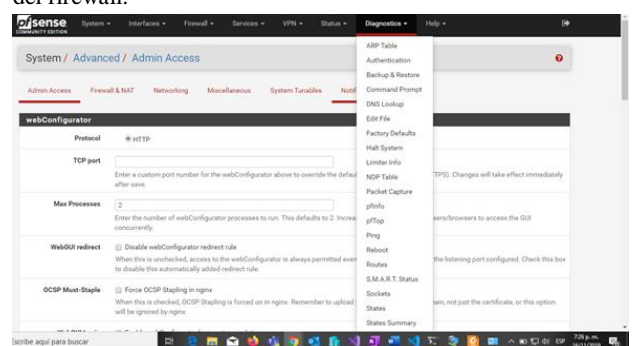 del firewall.
pfsense
COMMUNITY EDITION
System
Interfaces
Firewall
Services
VPN
Status
Diagnostics
Help
System / Advanced / Admin Access
Admin Access
Firewall & NAT
Networking
Miscellaneous
System Tunables
webConfigurator
Protocol
HTTP
TCP port
Enter a custom port number for the webConfigurator above to override the
TTPS). Changes will take effect immediately
after save.
Max Processes
2
Enter the number of webConfigurator processes to run. This defaults to 2.
sers/browsers to access the GUI
concurrently.
WebGUI redirect
Disable webConfigurator redirect rule
When this is unchecked, access to the webConfigurator is always permitted even
the listening port configured. Check this box
to disable this automatically added redirect rule.
OCSP Must-Staple
Force OCSP Stapling in nginx
When this is checked, OCSP Stapling is forced on in nginx. Remember to upload
ain, not just the certificate, or this option
will be ignored by nginx.
ARP Table
Authentication
Backup & Restore
Command Prompt
DNS Lookup
Edit File
Factory Defaults
Halt System
Limiter Info
NDP Table
Packet Capture
pfInfo
pfTop
Ping
Reboot
Routes
S.M.A.R.T. Status
Sockets
States
States Summary
scribe aquí para buscar
ESP
7:26 p. m.